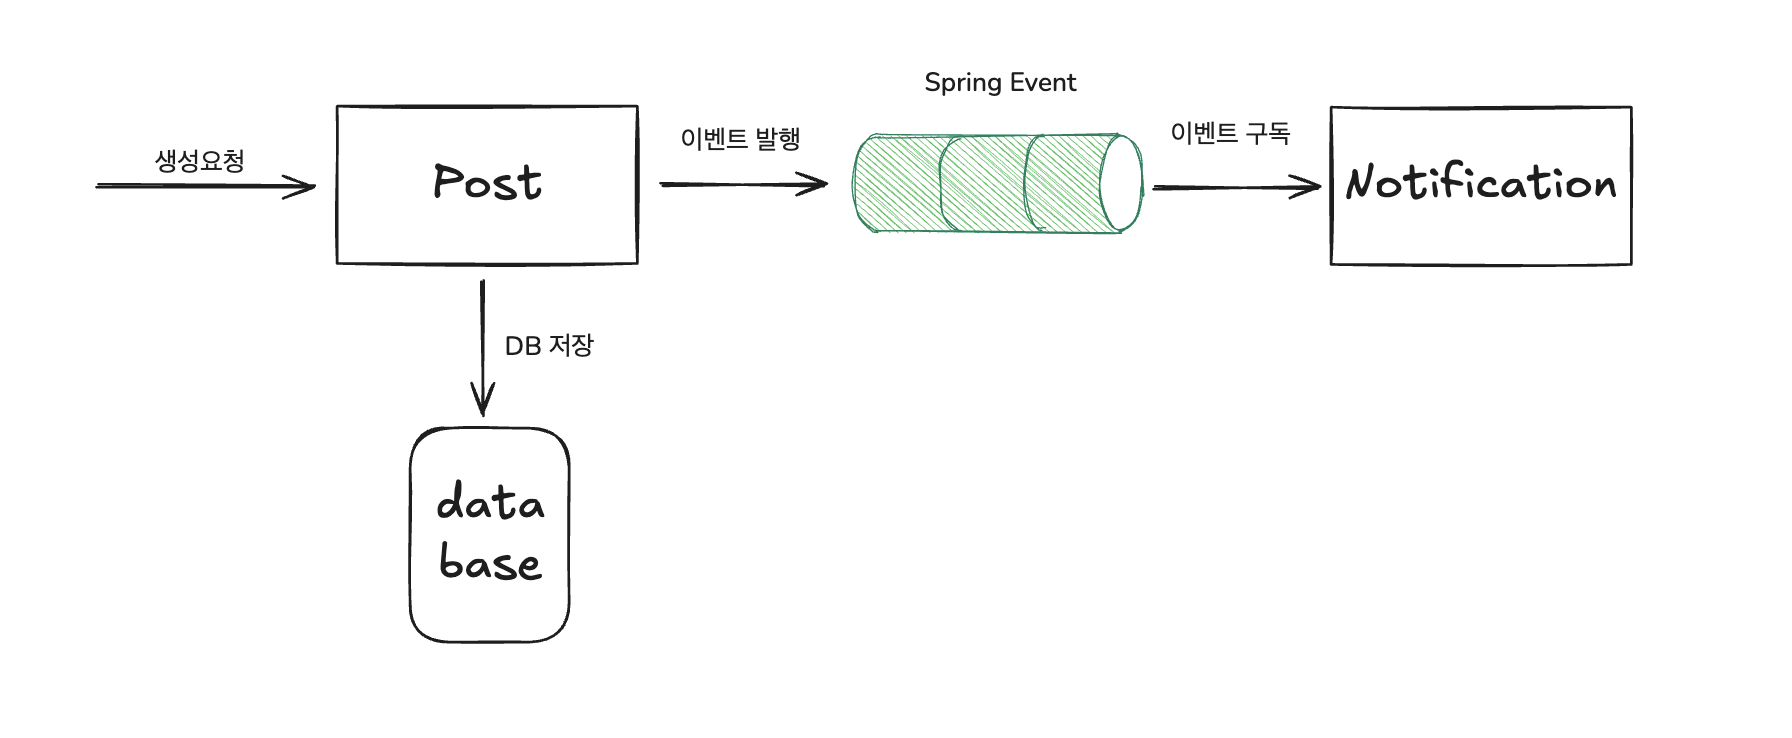 Spring Event
생성요청
Post
이벤트 발행
이벤트 구독
Notification
DB 저장
data
base